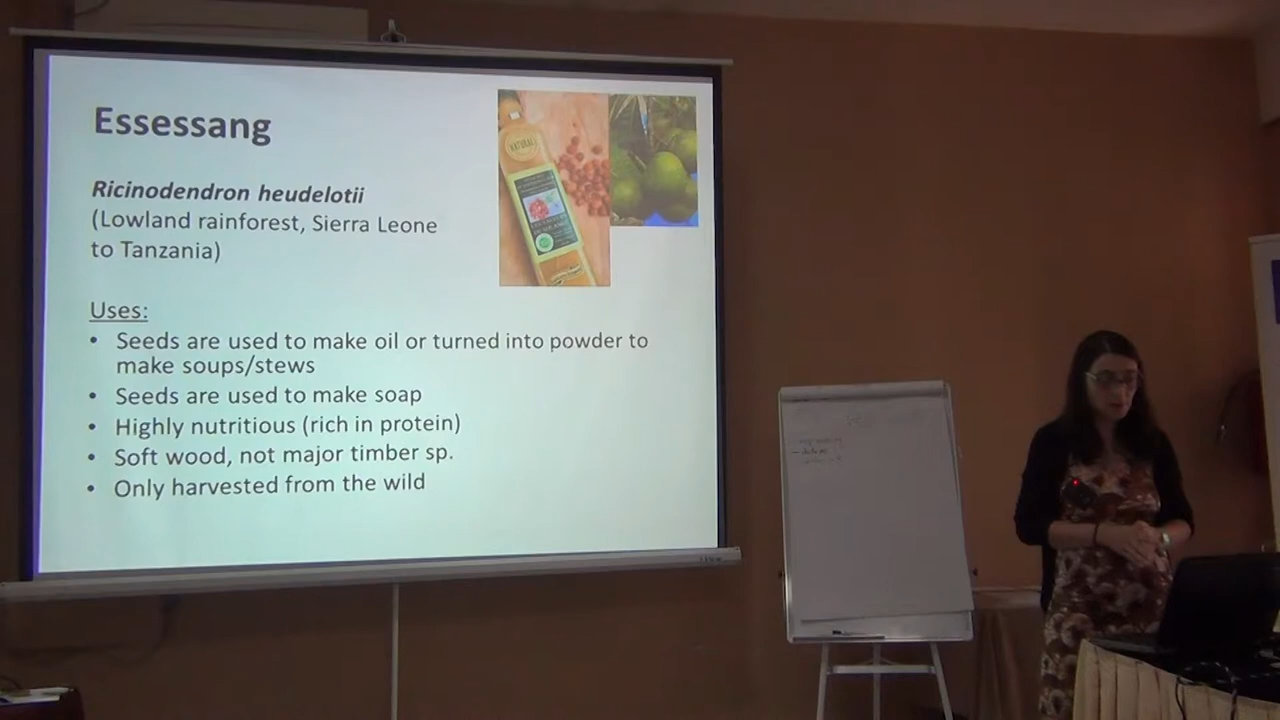 Essessang
Ricinodendron heudelotii
(Lowland rainforest, Sierra Leone
to Tanzania)
Uses:
• Seeds are used to make oil or turned into powder to
make soups/stews
• Seeds are used to make soap
• Highly nutritious (rich in protein)
• Soft wood, not major timber sp.
• Only harvested from the wild